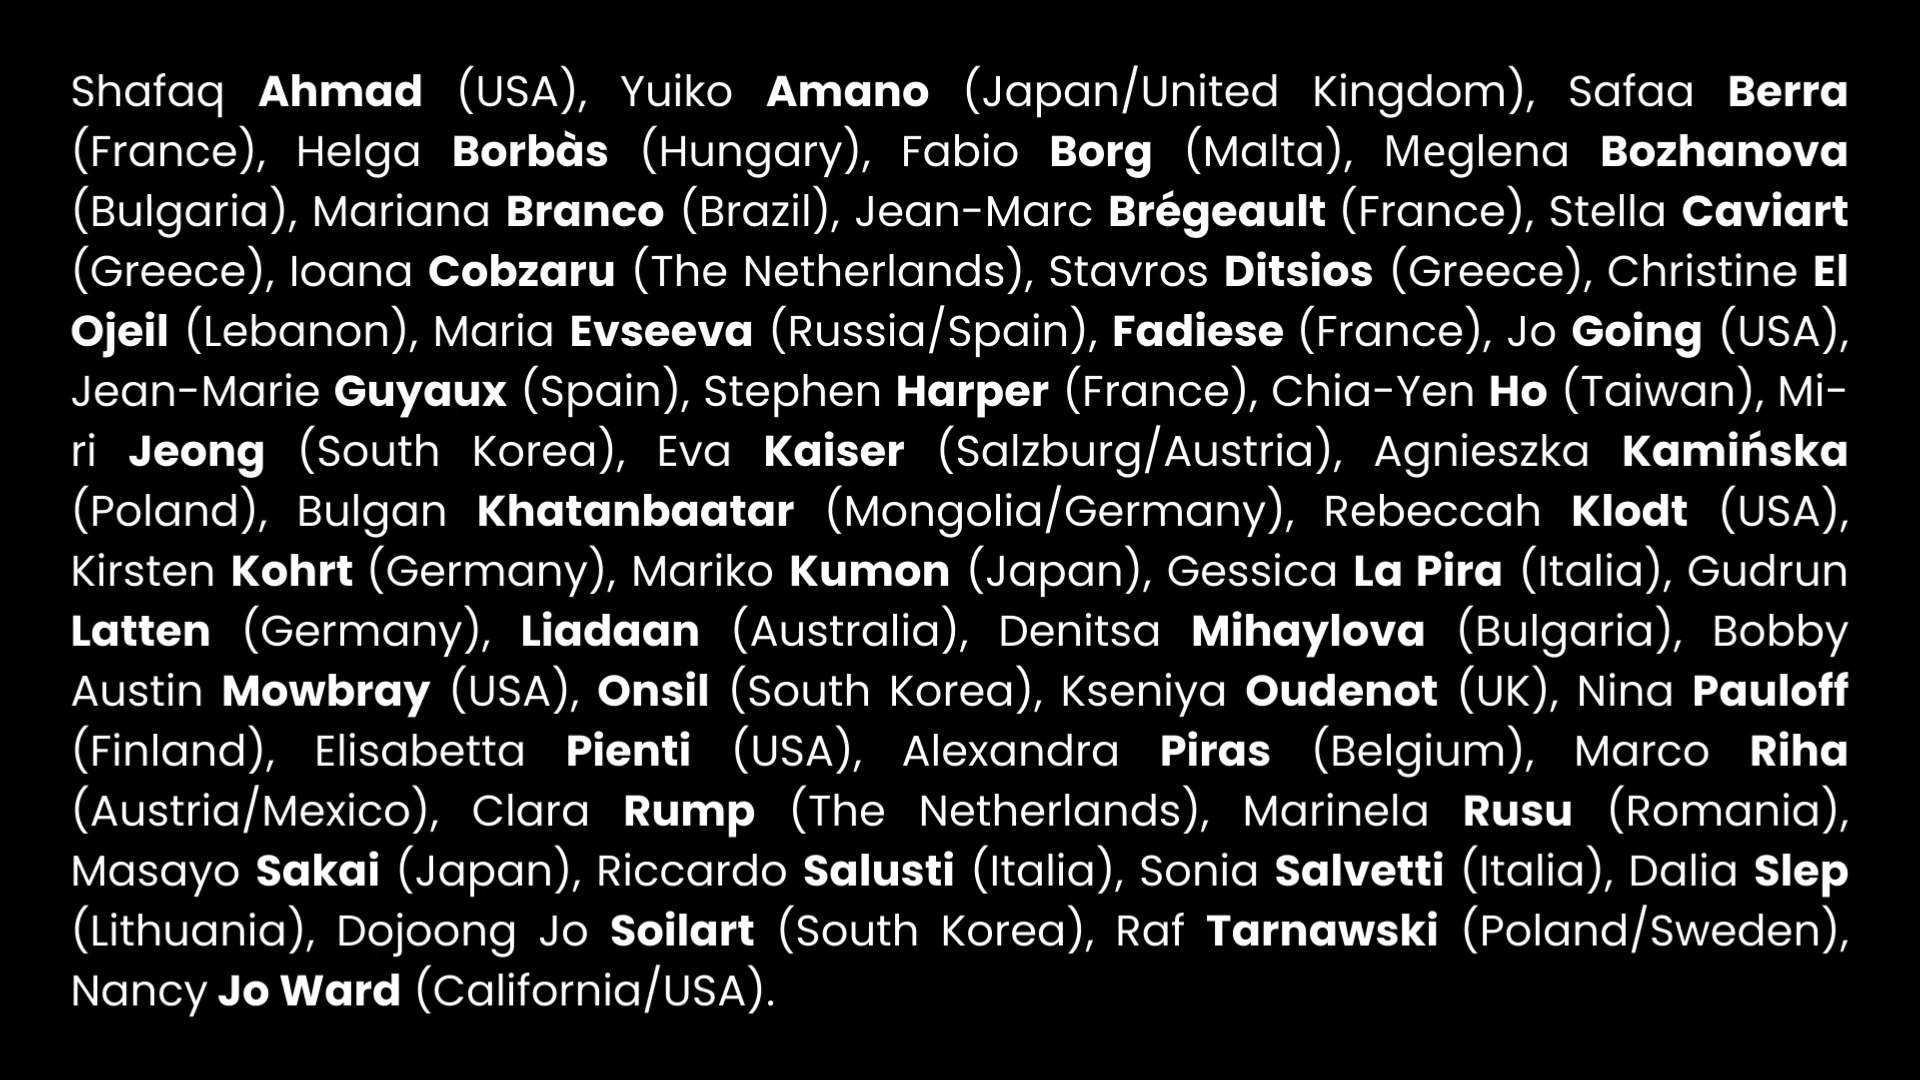 Shafaq Ahmad (USA), Yuiko Amano (Japan/United Kingdom), Safaa Berra
(France), Helga Borbàs (Hungary), Fabio Borg (Malta), Meglena Bozhanova
(Bulgaria), Mariana Branco (Brazil), Jean-Marc Brégeault (France), Stella Caviart
(Greece), Ioana Cobzaru (The Netherlands), Stavros Ditsios (Greece), Christine El
Ojeil (Lebanon), Maria Evseeva (Russia/Spain), Fadiese (France), Jo Going (USA),
Jean-Marie Guyaux (Spain), Stephen Harper (France), Chia-Yen Ho (Taiwan), Mi-
ri Jeong (South Korea), Eva Kaiser (Salzburg/Austria), Agnieszka Kamińska
(Poland), Bulgan Khatanbaatar (Mongolia/Germany), Rebeccah Klodt (USA),
Kirsten Kohrt (Germany), Mariko Kumon (Japan), Gessica La Pira (Italia), Gudrun
Latten (Germany), Liadaan (Australia), Denitsa Mihaylova (Bulgaria), Bobby
Austin Mowbray (USA), Onsil (South Korea), Kseniya Oudenot (UK), Nina Pauloff
(Finland), Elisabetta Pienti (USA), Alexandra Piras (Belgium), Marco Riha
(Austria/Mexico), Clara Rump (The Netherlands), Marinela Rusu (Romania),
Masayo Sakai (Japan), Riccardo Salusti (Italia), Sonia Salvetti (Italia), Dalia Slep
(Lithuania), Dojoong Jo Soilart (South Korea), Raf Tarnawski (Poland/Sweden),
Nancy Jo Ward (California/USA).